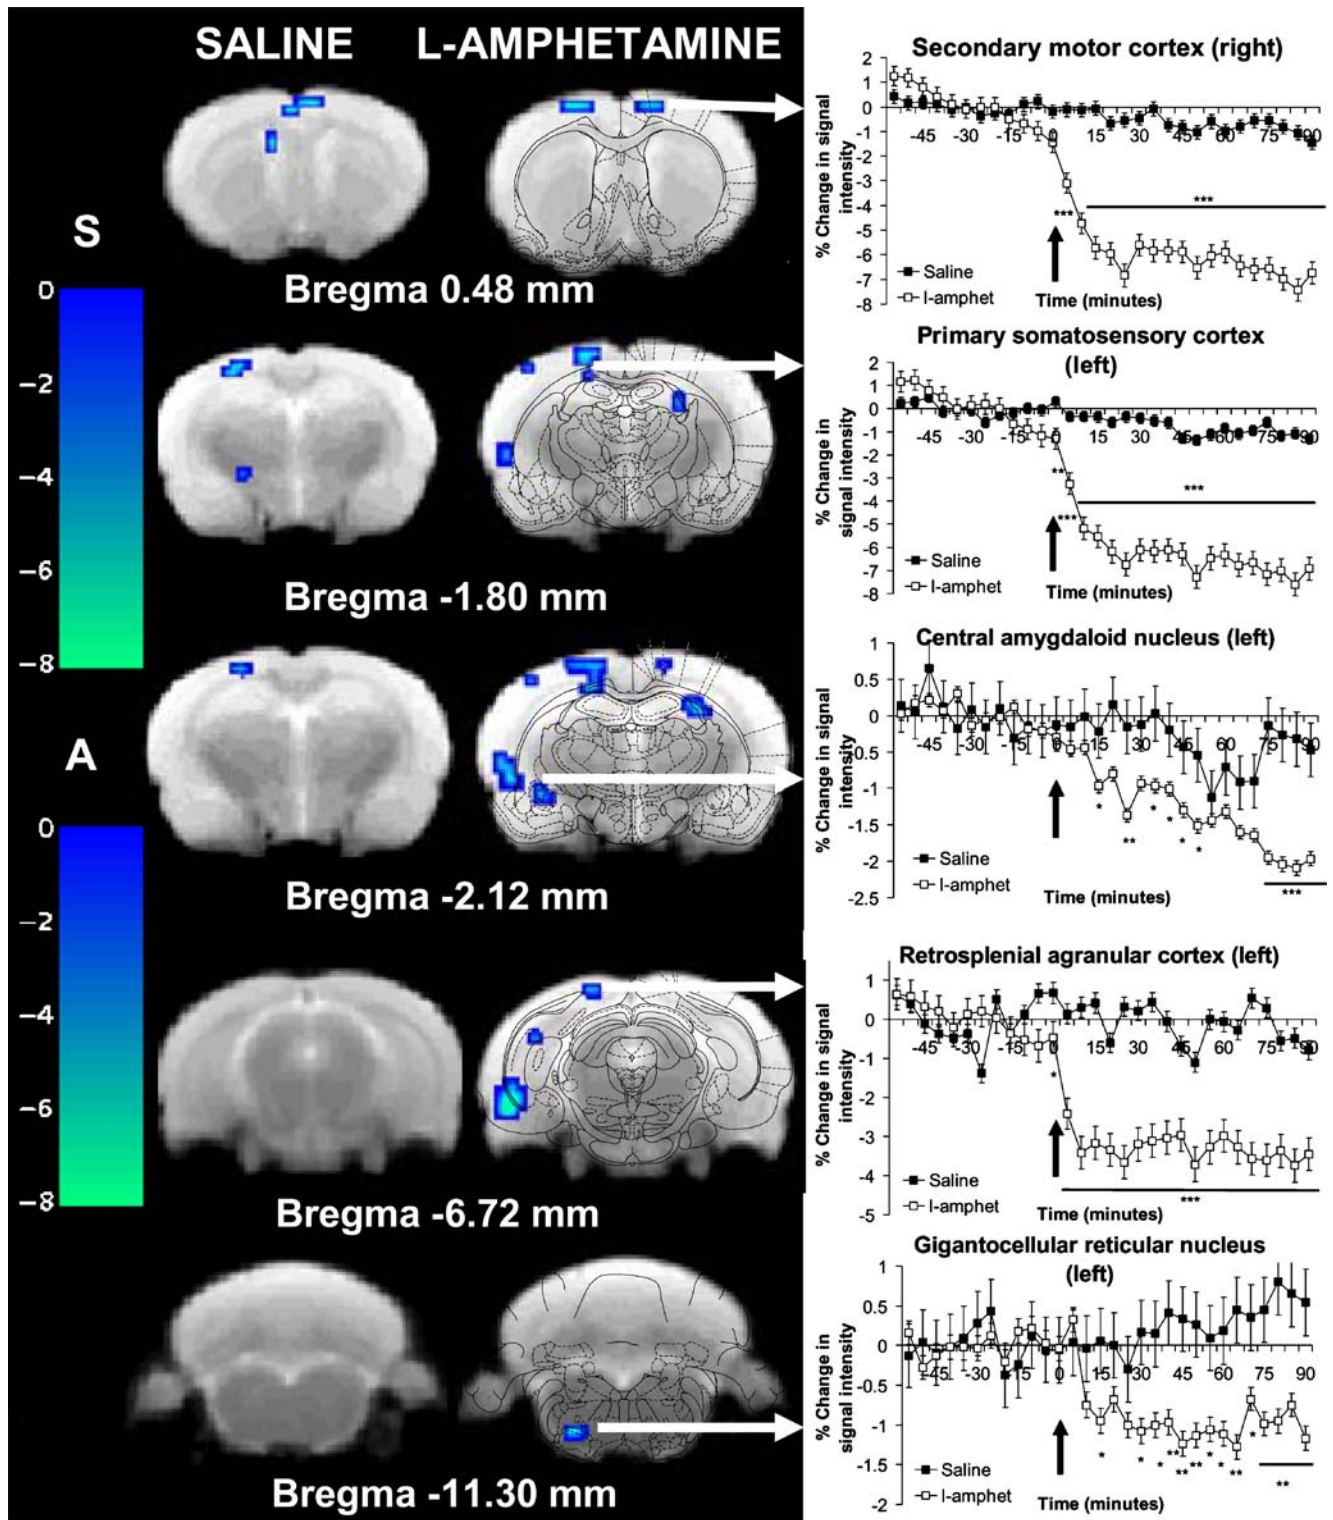 SALINE L-AMPHETAMINE
S
0
-2
-4
-6
-8
A
0
-2
-4
-6
-8
Bregma 0.48 mm
Bregma -1.80 mm
Bregma -2.12 mm
Bregma -6.72 mm
Bregma -11.30 mm
Secondary motor cortex (right)
% Change in signal
intensity
2
1
0
-1
-2
-3
-4
-5
-6
-7
-8
-45 -30 -15 0 15 30 45 60 75 90
*** ***
Saline
l-amphet
Time (minutes)
Primary somatosensory cortex
(left)
% Change in
signal intensity
2
1
0
-1
-2
-3
-4
-5
-6
-7
-8
-45 -30 -15 0 15 30 45 60 75 90
** *** ***
Saline
l-amphet
Time (minutes)
Central amygdaloid nucleus (left)
% Change in signal
intensity
1
0.5
0
-0.5
-1
-1.5
-2
-2.5
-45 -30 -15 0 15 30 45 60 75 90
* ** * * * * ***
Saline
l-amphet
Time (minutes)
Retrosplenial agranular cortex (left)
% Change in signal
intensity
1
0
-1
-2
-3
-4
-5
-45 -30 -15 0 15 30 45 60 75 90
* ***
Saline
l-amphet
Time (minutes)
Gigantocellular reticular nucleus
(left)
% Change in
signal intensity
1
0.5
0
-0.5
-1
-1.5
-2
-45 -30 -15 0 15 30 45 60 75 90
* * * ** ** ** * * ** * **
Saline
l-amphet
Time (minutes)